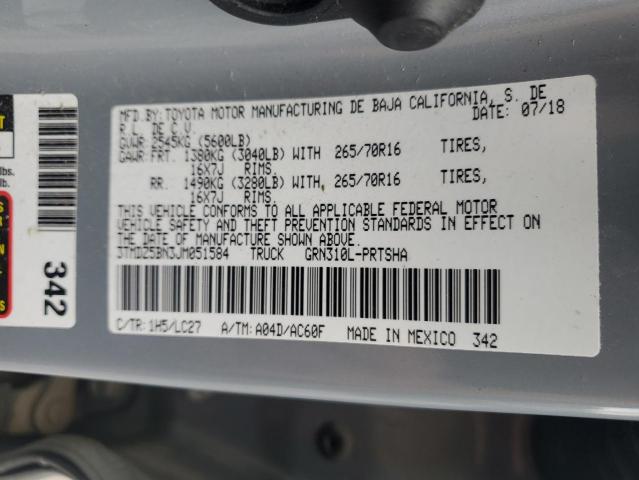 MFD.BY:TOYOTA MOTOR MANUFACTURING DE BAJA CALIFORNIA, S. DE
R.L. DE C.V. DATE: 07/18
GVWR 2545KG (5600LB)
GAWR:FRT. 1380KG (3040LB) WITH 265/70R16 TIRES,
16X7J RIMS.
RR. 1490KG (3280LB) WITH 265/70R16 TIRES,
16X7J RIMS.
THIS VEHICLE CONFORMS TO ALL APPLICABLE FEDERAL MOTOR
VEHICLE SAFETY AND THEFT PREVENTION STANDARDS IN EFFECT ON
THE DATE OF MANUFACTURE SHOWN ABOVE.
3TMDZ5BN3JM051584 TRUCK GRN310L-PRTSHA
C/TR: 1H5/LC27 A/TM: A04D/AC60F MADE IN MEXICO 342
342
lbs.
lb.